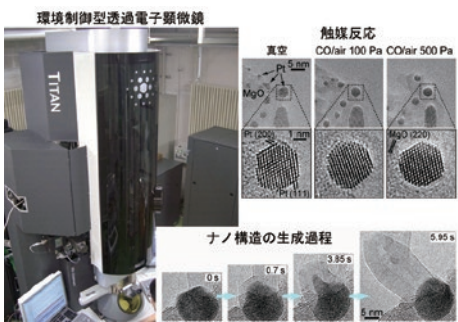 環境制御型透過電子顕微鏡
TITAN
触媒反応
真空
CO/air 100 Pa
CO/air 500 Pa
Pt
5 nm
MgO
Pt (200)
1 nm
MgO (220)
Pt (111)
ナノ構造の生成過程
0 s
0.7 s
3.85 s
5.95 s
5 nm